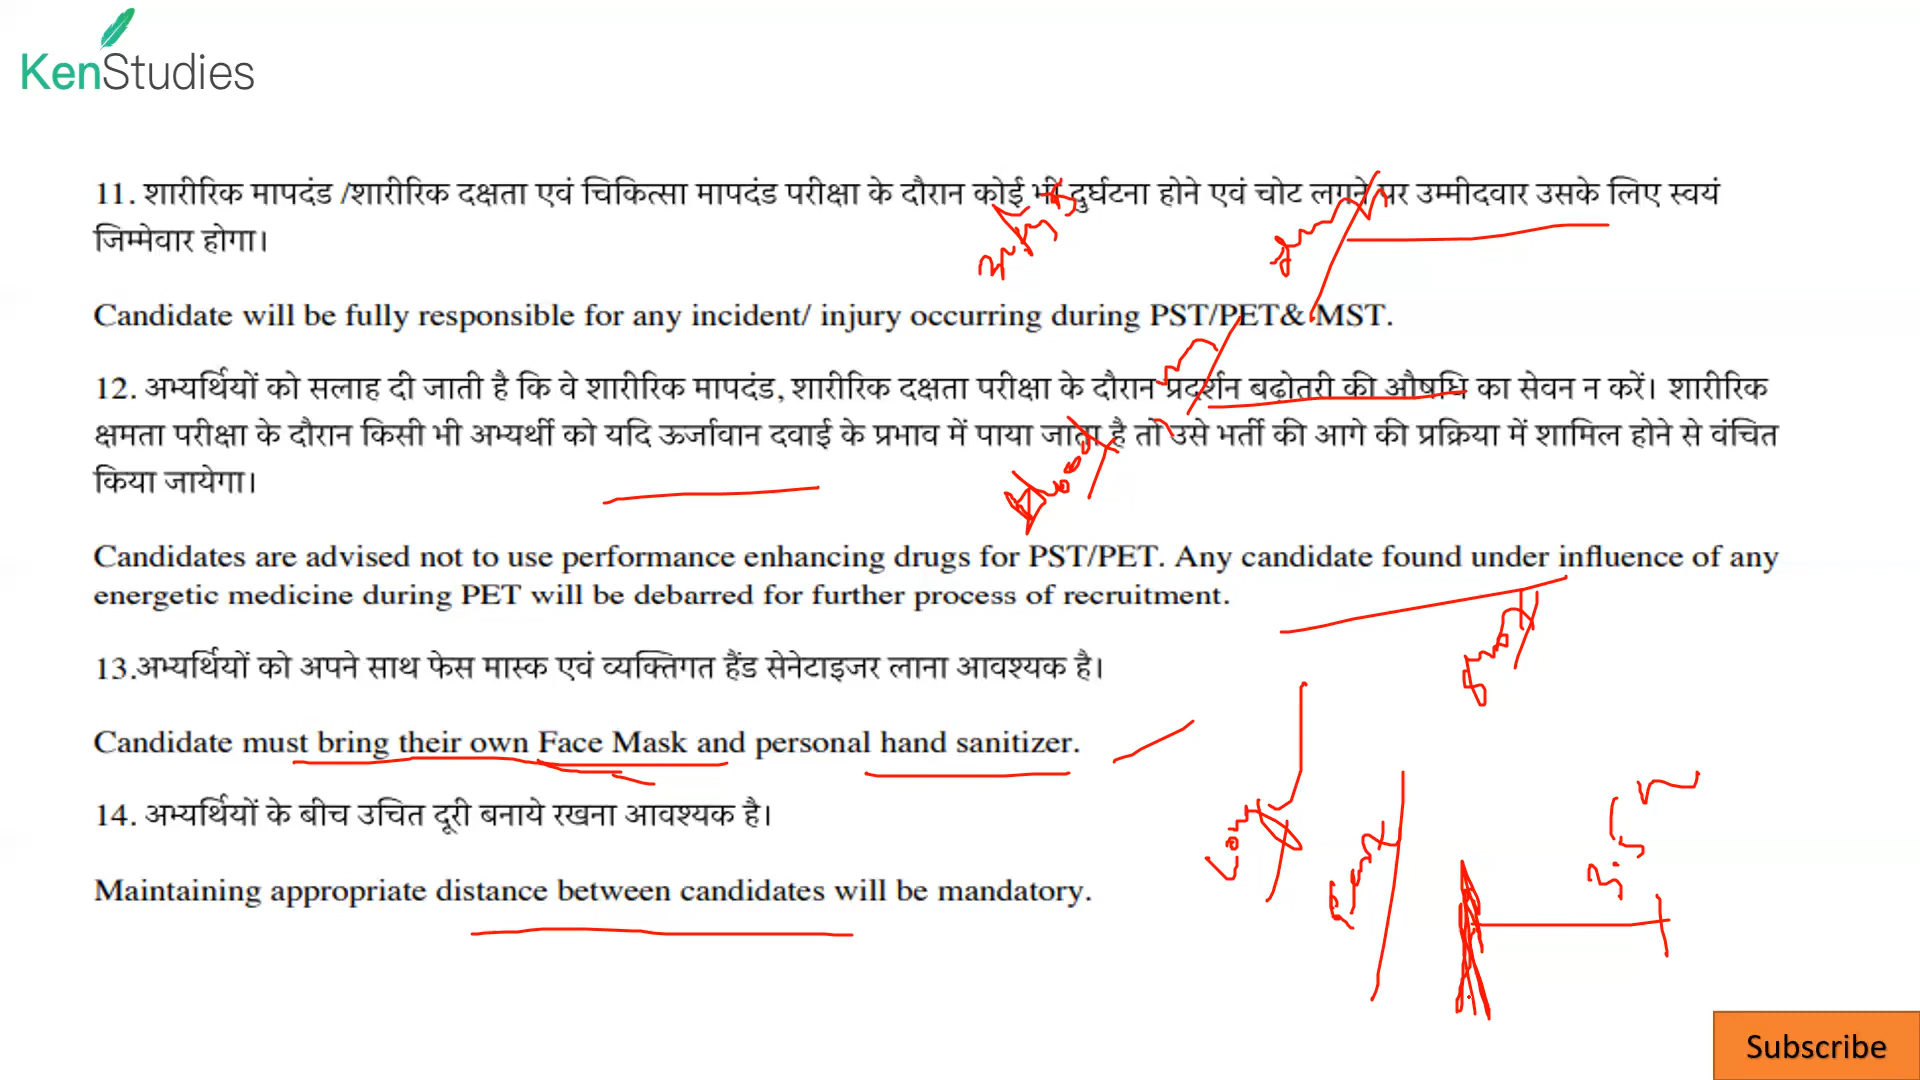 KenStudies
11. शारीरिक मापदंड /शारीरिक दक्षता एवं चिकित्सा मापदंड परीक्षा के दौरान कोई भी दुर्घटना होने एवं चोट लगने पर उम्मीदवार उसके लिए स्वयं
जिम्मेवार होगा।
Candidate will be fully responsible for any incident/ injury occurring during PST/PET& MST.
12. अभ्यर्थियों को सलाह दी जाती है कि वे शारीरिक मापदंड, शारीरिक दक्षता परीक्षा के दौरान प्रदर्शन बढ़ोतरी की औषधि का सेवन न करें। शारीरिक
क्षमता परीक्षा के दौरान किसी भी अभ्यर्थी को यदि ऊर्जावान दवाई के प्रभाव में पाया जाता है तो उसे भर्ती की आगे की प्रक्रिया में शामिल होने से वंचित
किया जायेगा।
Candidates are advised not to use performance enhancing drugs for PST/PET. Any candidate found under influence of any
energetic medicine during PET will be debarred for further process of recruitment.
13.अभ्यर्थियों को अपने साथ फेस मास्क एवं व्यक्तिगत हैंड सेनेटाइजर लाना आवश्यक है।
Candidate must bring their own Face Mask and personal hand sanitizer.
14. अभ्यर्थियों के बीच उचित दूरी बनाये रखना आवश्यक है।
Maintaining appropriate distance between candidates will be mandatory.
Blood
Long
3.5 m
Subscribe